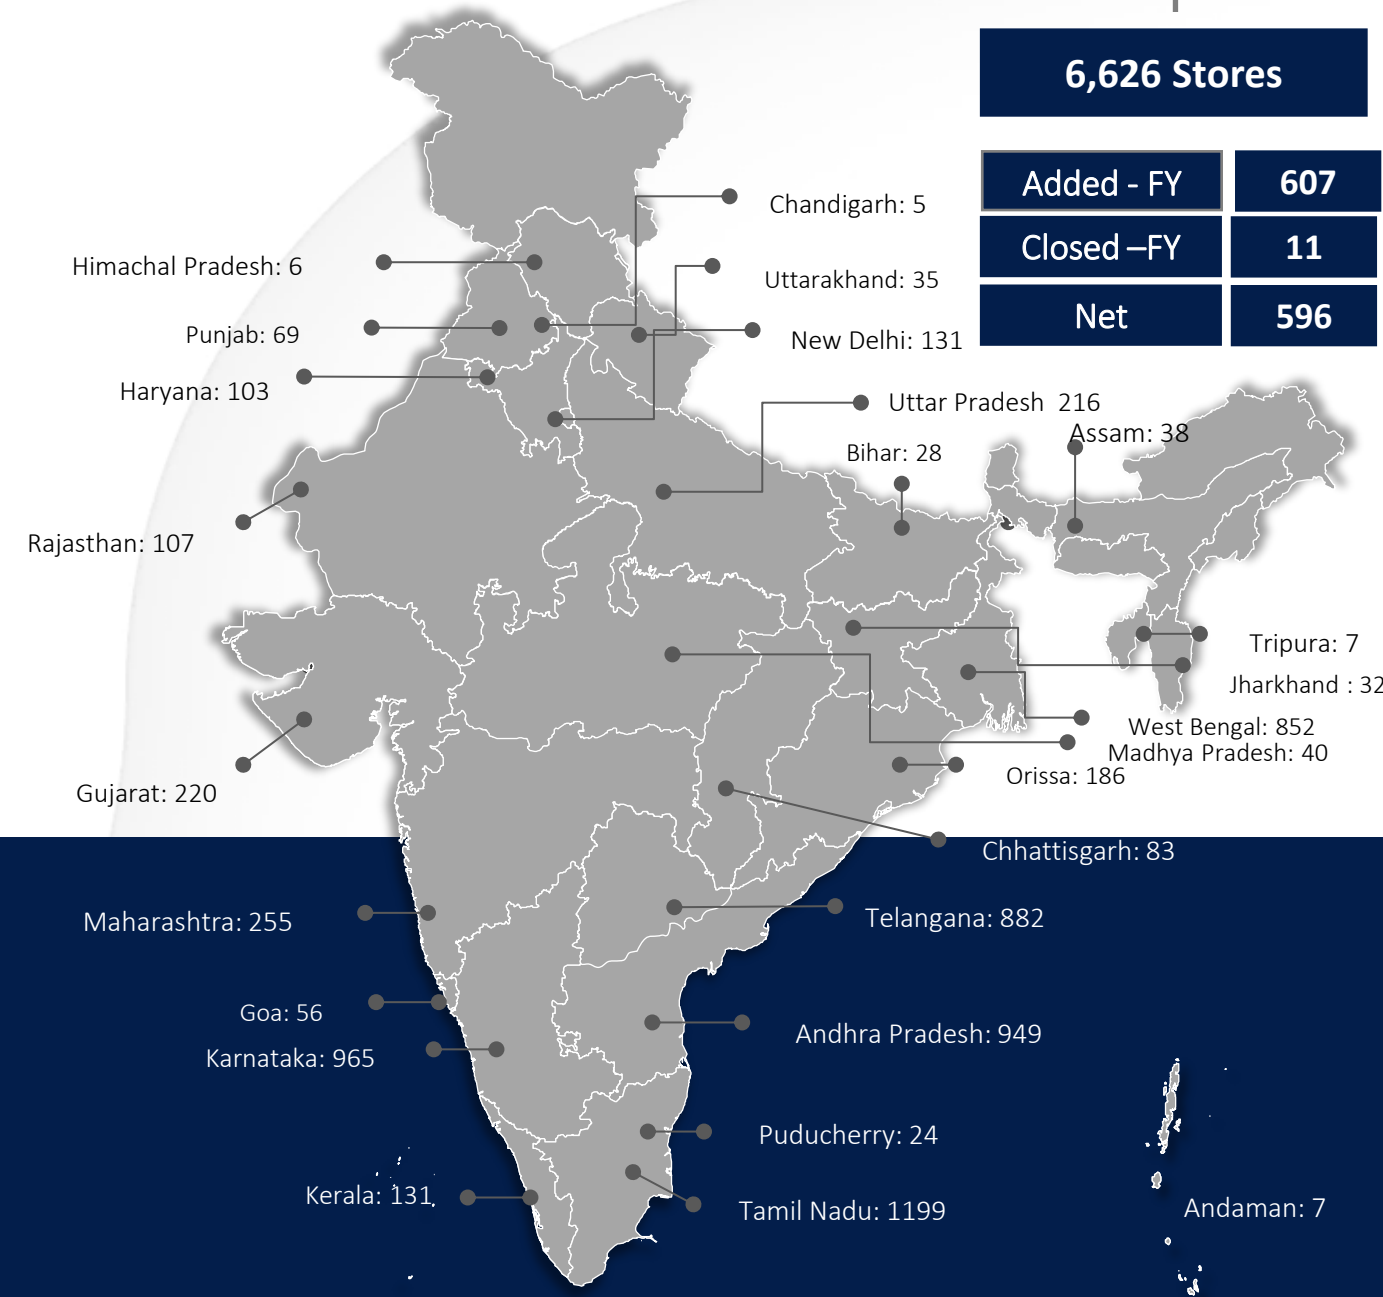 6,626 Stores
Added - FY 607
Closed –FY 11
Net 596
Chandigarh: 5
Himachal Pradesh: 6
Uttarakhand: 35
Punjab: 69
New Delhi: 131
Haryana: 103
Uttar Pradesh  216
Assam: 38
Bihar: 28
Rajasthan: 107
Tripura: 7
Jharkhand : 32
West Bengal: 852
Madhya Pradesh: 40
Orissa: 186
Gujarat: 220
Chhattisgarh: 83
Maharashtra: 255
Telangana: 882
Goa: 56
Andhra Pradesh: 949
Karnataka: 965
Puducherry: 24
Kerala: 131
Tamil Nadu: 1199
Andaman: 7